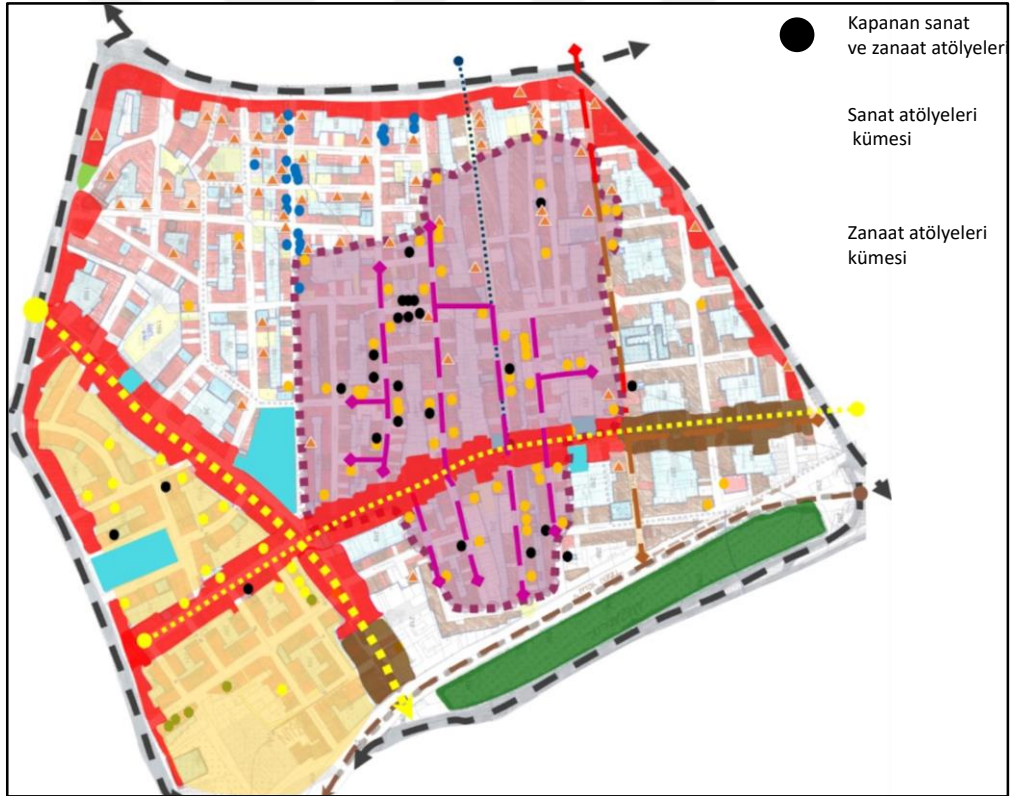 Kapanan sanat
ve zanaat atölyeleri
Sanat atölyeleri
kümesi
Zanaat atölyeleri
kümesi